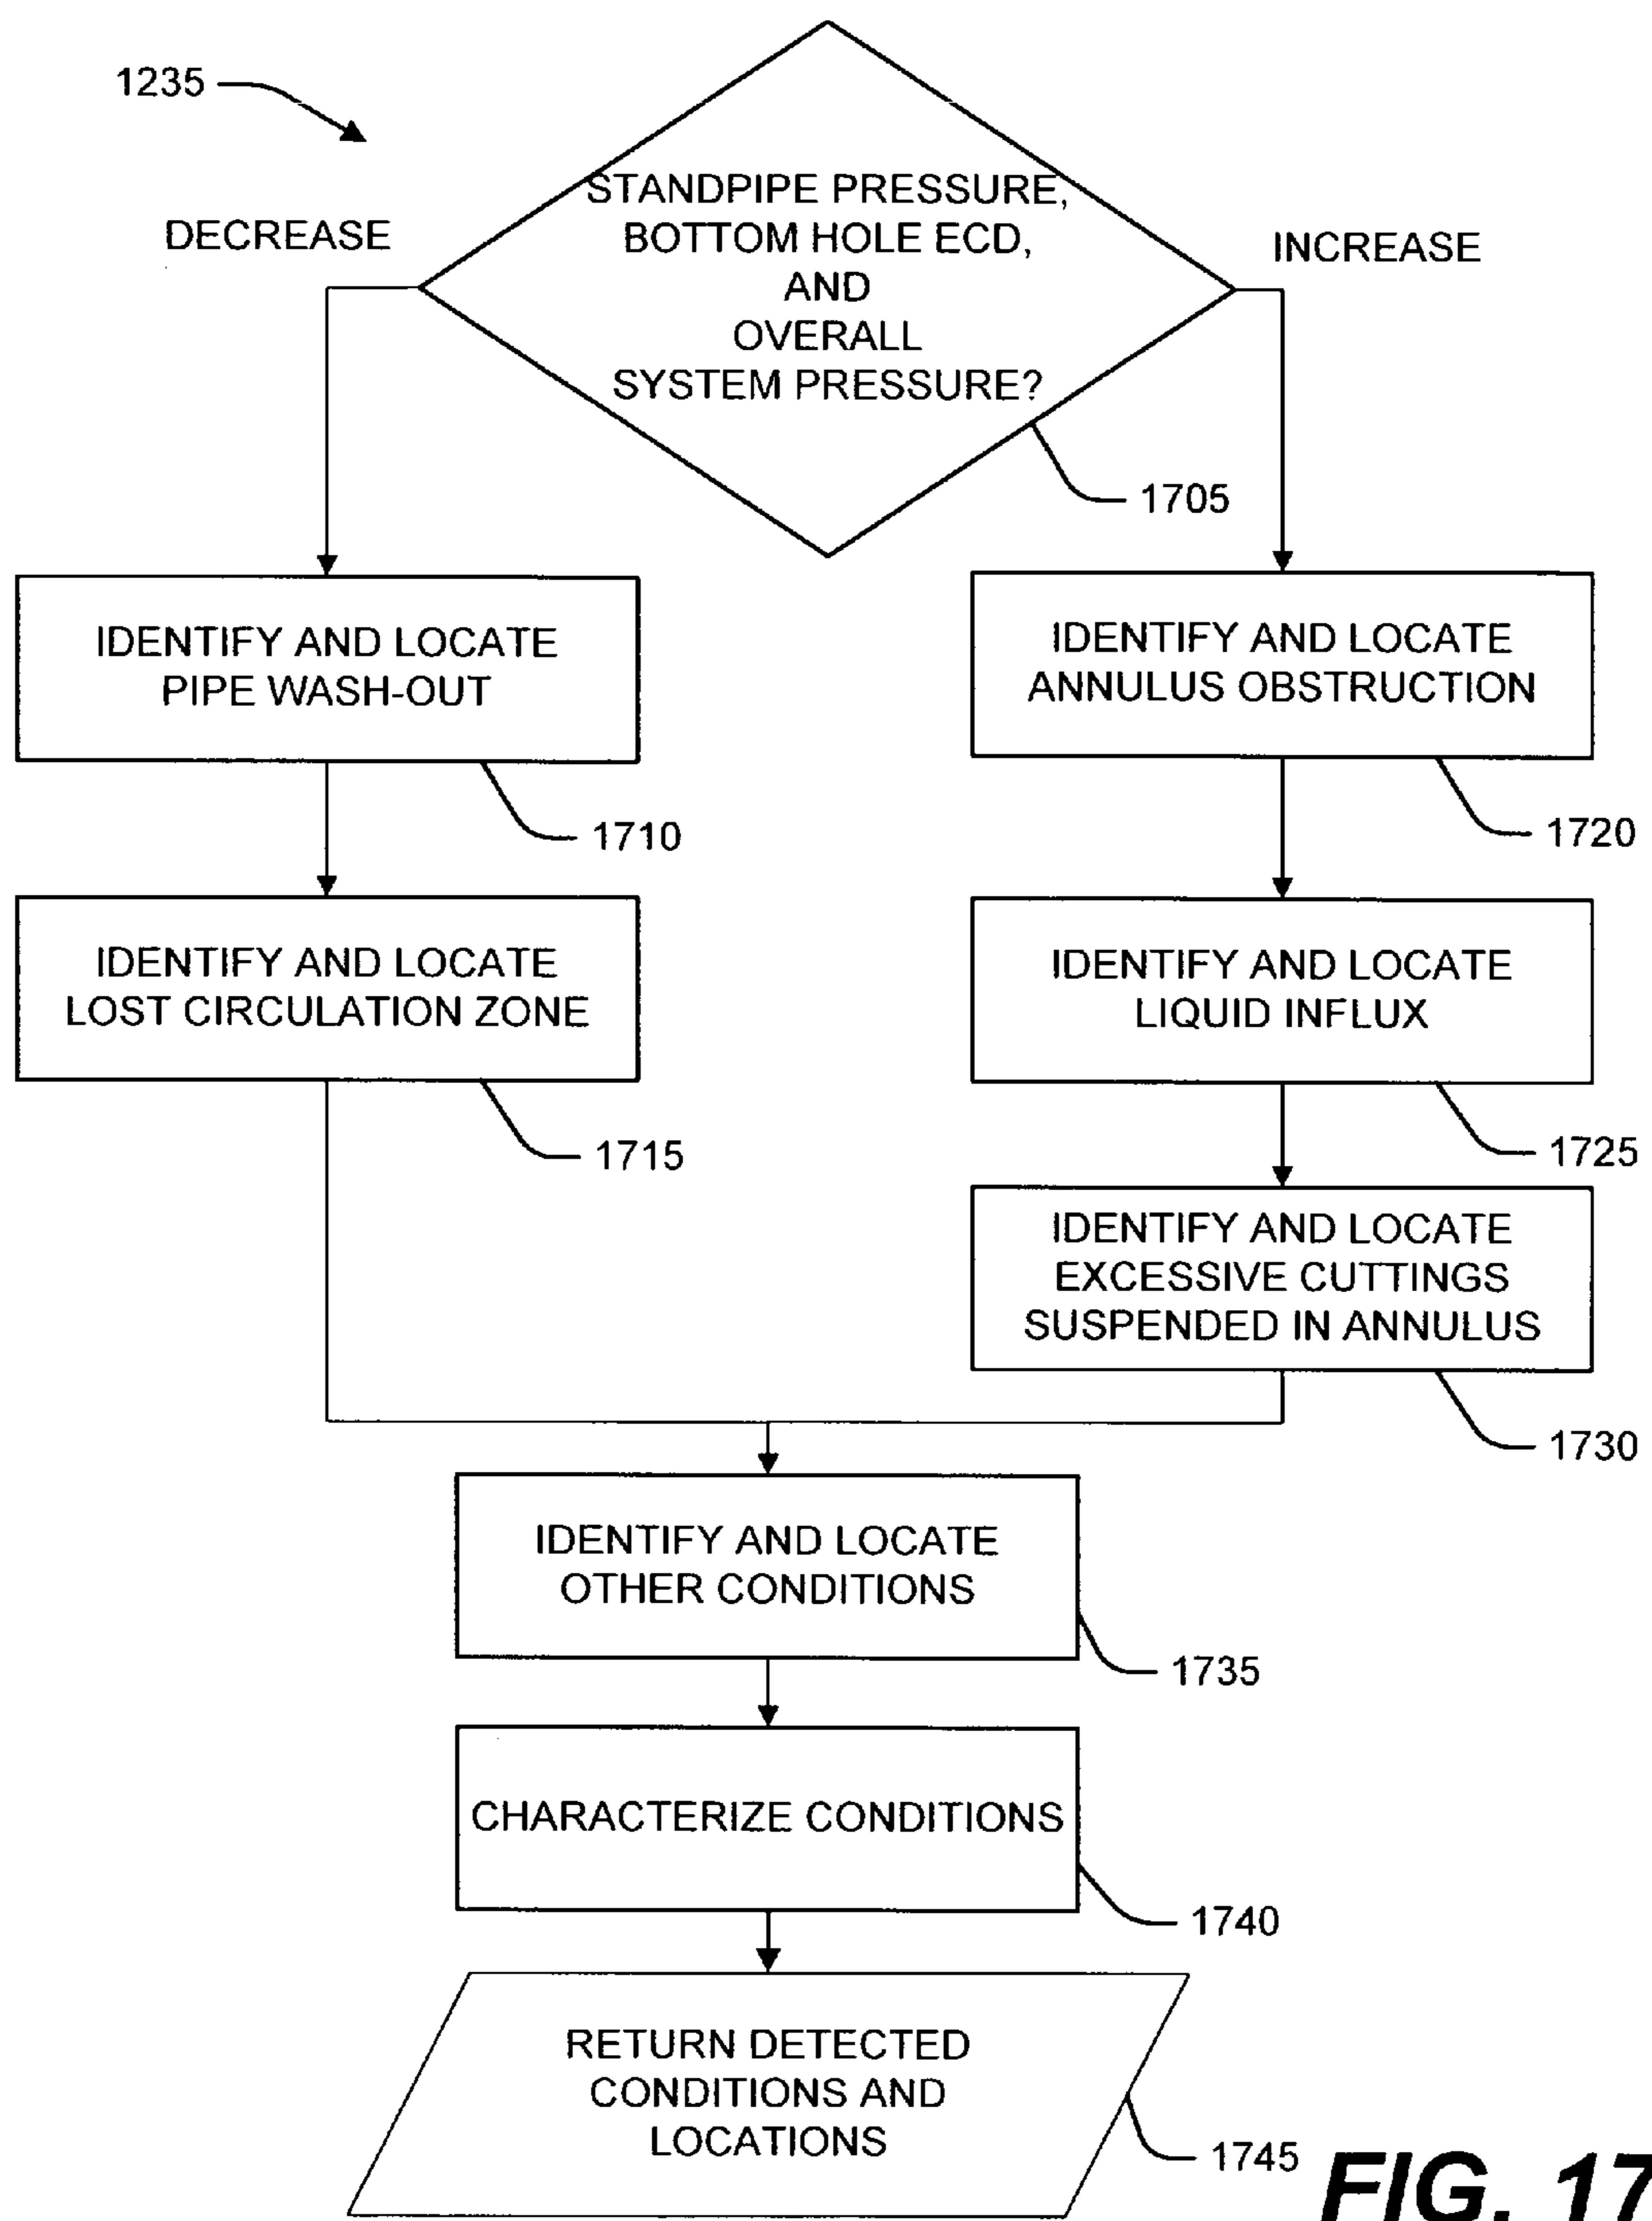 1235
STANDPIPE PRESSURE,
BOTTOM HOLE ECD,
AND
OVERALL
SYSTEM PRESSURE?
DECREASE
INCREASE
1705
IDENTIFY AND LOCATE
PIPE WASH-OUT
1710
IDENTIFY AND LOCATE
ANNULUS OBSTRUCTION
1720
IDENTIFY AND LOCATE
LOST CIRCULATION ZONE
1715
IDENTIFY AND LOCATE
LIQUID INFLUX
1725
IDENTIFY AND LOCATE
EXCESSIVE CUTTINGS
SUSPENDED IN ANNULUS
1730
IDENTIFY AND LOCATE
OTHER CONDITIONS
1735
CHARACTERIZE CONDITIONS
1740
RETURN DETECTED
CONDITIONS AND
LOCATIONS
1745
FIG. 17